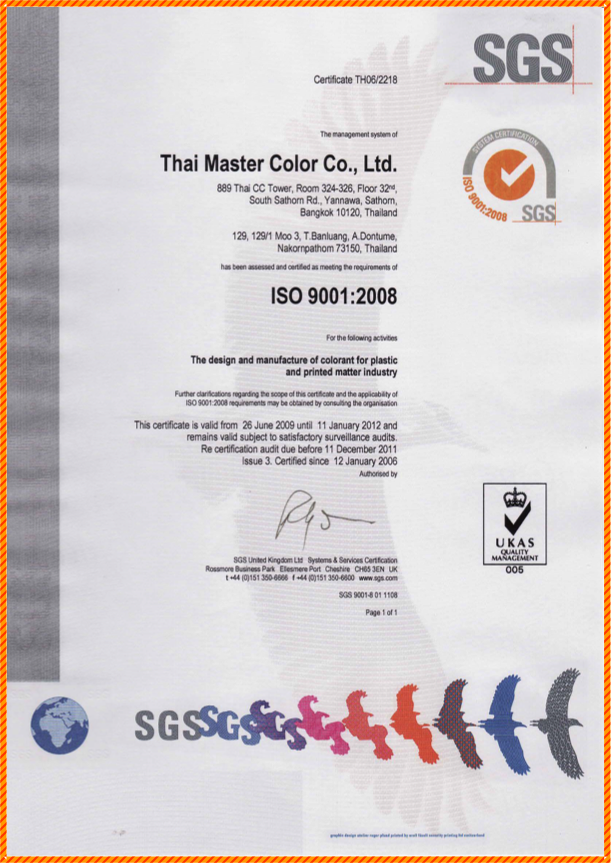 SGS
Certificate TH06/2218
SYSTEM CERTIFICATION
ISO 9001:2008
SGS
The management system of
Thai Master Color Co., Ltd.
889 Thai CC Tower, Room 324-326, Floor 32nd,
South Sathorn Rd., Yannawa, Sathorn,
Bangkok 10120, Thailand
129, 129/1 Moo 3, T.Banluang, A.Dontume,
Nakornpathom 73150, Thailand
has been assessed and certified as meeting the requirements of
ISO 9001:2008
For the following activities
The design and manufacture of colorant for plastic
and printed matter industry
Further clarifications regarding the scope of this certificate and the applicability of
ISO 9001:2008 requirements may be obtained by consulting the organisation
This certificate is valid from 26 June 2009 until 11 January 2012 and
remains valid subject to satisfactory surveillance audits.
Re certification audit due before 11 December 2011
Issue 3. Certified since 12 January 2006
Authorised by
UKAS
QUALITY
MANAGEMENT
005
SGS United Kingdom Ltd Systems & Services Certification
Rossmore Business Park Ellesmere Port Cheshire CH65 3EN UK
t +44 (0)151 350-6666 f +44 (0)151 350-6600 www.sgs.com
SGS 9001-8 01 1108
Page 1 of 1
SGSSGSSGS